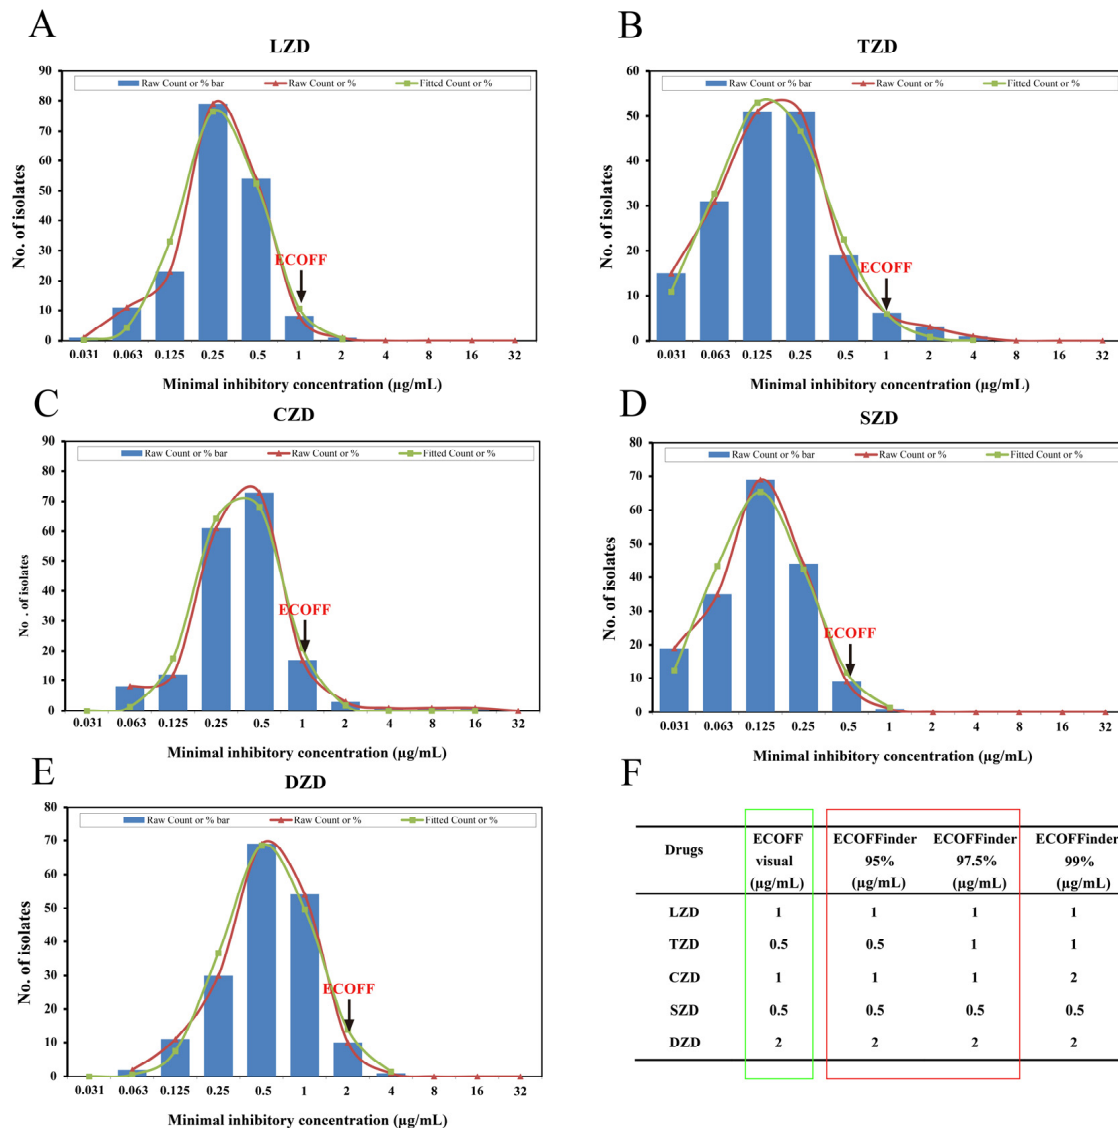 A
LZD
90
80
70
60
50
40
30
20
10
0
No. of isolates
Raw Count or % bar Raw Count or % Fitted Count or %
ECOFF
0.031 0.063 0.125 0.25 0.5 1 2 4 8 16 32
Minimal inhibitory concentration (µg/mL)
B
TZD
60
50
40
30
20
10
0
No. of isolates
Raw Count or % bar Raw Count or % Fitted Count or %
ECOFF
0.031 0.063 0.125 0.25 0.5 1 2 4 8 16 32
Minimal inhibitory concentration (µg/mL)
C
CZD
90
80
70
60
50
40
30
20
10
0
No . of isolates
Raw Count or % bar Raw Count or % Fitted Count or %
ECOFF
0.031 0.063 0.125 0.25 0.5 1 2 4 8 16 32
Minimal inhibitory concentration (µg/mL)
D
SZD
80
70
60
50
40
30
20
10
0
No. of isolates
Raw Count or % bar Raw Count or % Fitted Count or %
ECOFF
0.031 0.063 0.125 0.25 0.5 1 2 4 8 16 32
Minimal inhibitory concentration (µg/mL)
E
DZD
80
70
60
50
40
30
20
10
0
No. of isolates
Raw Count or % bar Raw Count or % Fitted Count or %
ECOFF
0.031 0.063 0.125 0.25 0.5 1 2 4 8 16 32
Minimal inhibitory concentration (µg/mL)
F
Drugs ECOFF ECOFFinder ECOFFinder ECOFFinder
visual 95% 97.5% 99%
(µg/mL) (µg/mL) (µg/mL) (µg/mL)
LZD 1 1 1 1
TZD 0.5 0.5 1 1
CZD 1 1 1 2
SZD 0.5 0.5 0.5 0.5
DZD 2 2 2 2